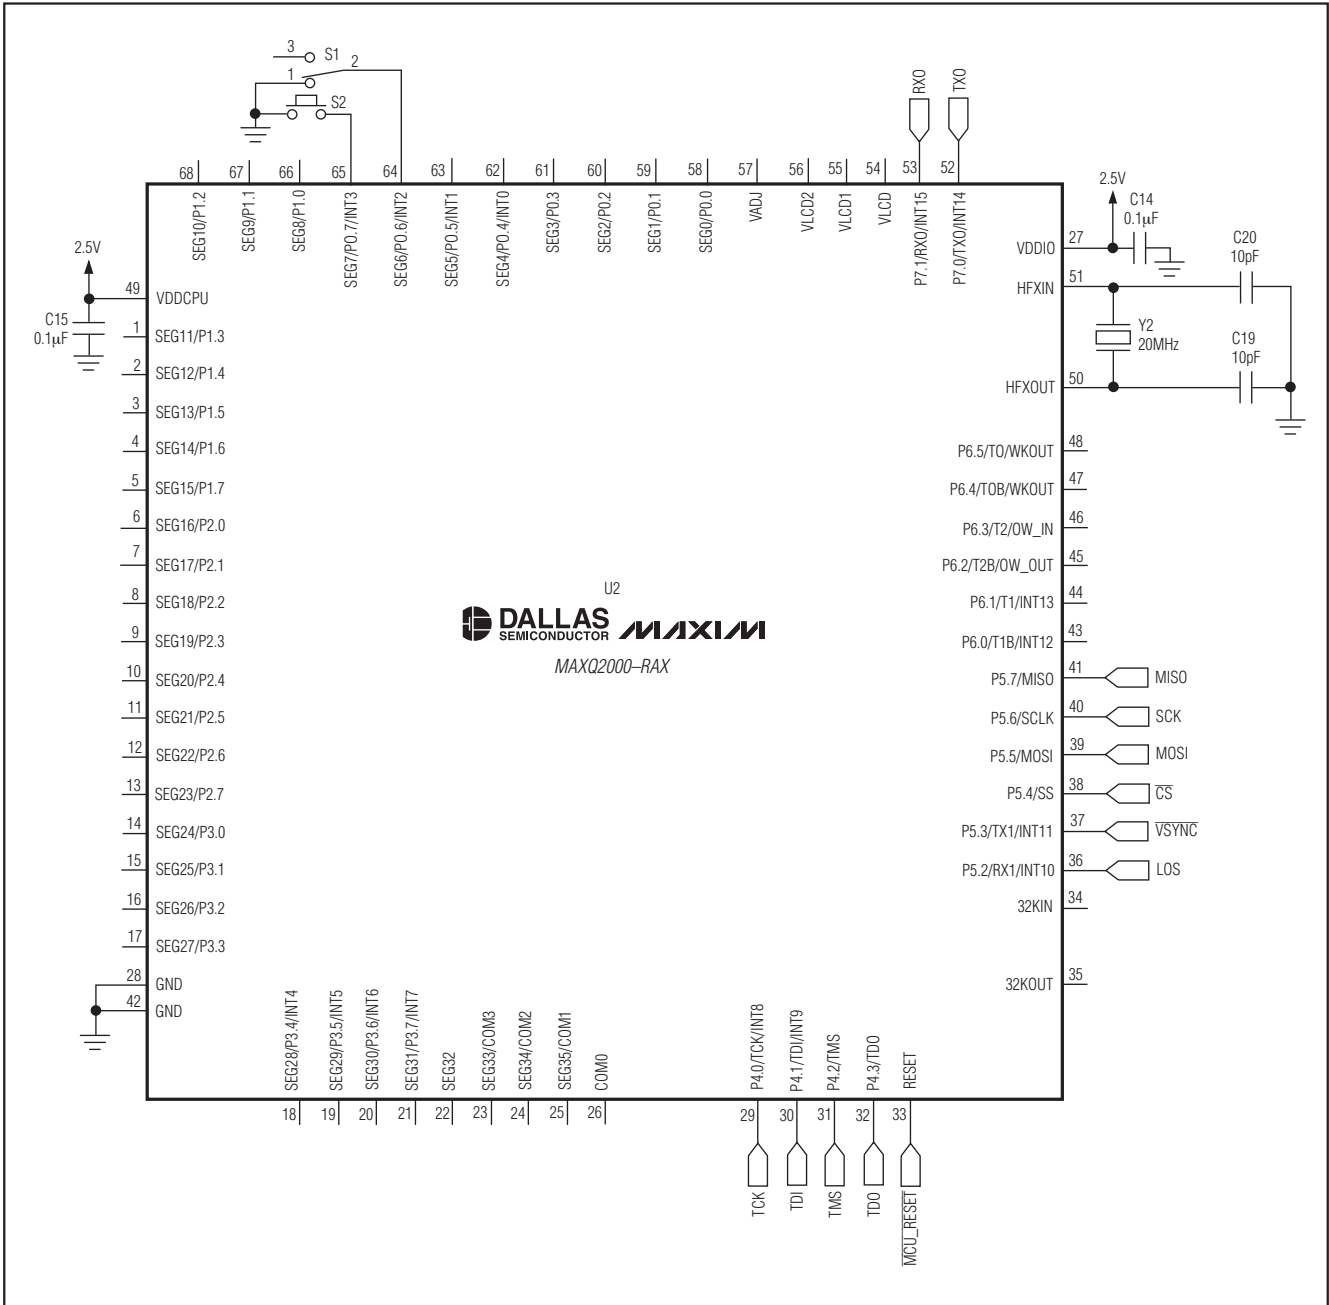 3
S1
2
1
S2
RX0
TX0
68
67
66
65
64
63
62
61
60
59
58
57
56
55
54
53
52
SEG10/P1.2
SEG9/P1.1
SEG8/P1.0
SEG7/P0.7/INT3
SEG6/P0.6/INT2
SEG5/P0.5/INT1
SEG4/P0.4/INT0
SEG3/P0.3
SEG2/P0.2
SEG1/P0.1
SEG0/P0.0
VADJ
VLCD2
VLCD1
VLCD
P7.1/RX0/INT15
P7.0/TX0/INT14
2.5V
C14
0.1µF
VDDIO
27
C20
10pF
HFXIN
51
Y2
20MHz
C19
10pF
HFXOUT
50
2.5V
49
VDDCPU
C15
0.1µF
1
SEG11/P1.3
2
SEG12/P1.4
3
SEG13/P1.5
4
SEG14/P1.6
5
SEG15/P1.7
6
SEG16/P2.0
7
SEG17/P2.1
8
SEG18/P2.2
9
SEG19/P2.3
10
SEG20/P2.4
11
SEG21/P2.5
12
SEG22/P2.6
13
SEG23/P2.7
14
SEG24/P3.0
15
SEG25/P3.1
16
SEG26/P3.2
17
SEG27/P3.3
28
GND
42
GND
U2
DALLAS
SEMICONDUCTOR
MAXIM
MAXQ2000–RAX
P6.5/T0/WKOUT
48
P6.4/T0B/WKOUT
47
P6.3/T2/OW_IN
46
P6.2/T2B/OW_OUT
45
P6.1/T1/INT13
44
P6.0/T1B/INT12
43
P5.7/MISO
41
MISO
P5.6/SCLK
40
SCK
P5.5/MOSI
39
MOSI
P5.4/SS
38
CS
P5.3/TX1/INT11
37
VSYNC
P5.2/RX1/INT10
36
LOS
32KIN
34
32KOUT
35
SEG28/P3.4/INT4
SEG29/P3.5/INT5
SEG30/P3.6/INT6
SEG31/P3.7/INT7
SEG32
SEG33/COM3
SEG34/COM2
SEG35/COM1
COM0
P4.0/TCK/INT8
P4.1/TDI/INT9
P4.2/TMS
P4.3/TDO
RESET
18
19
20
21
22
23
24
25
26
29
30
31
32
33
TCK
TDI
TMS
TDO
MCU_RESET